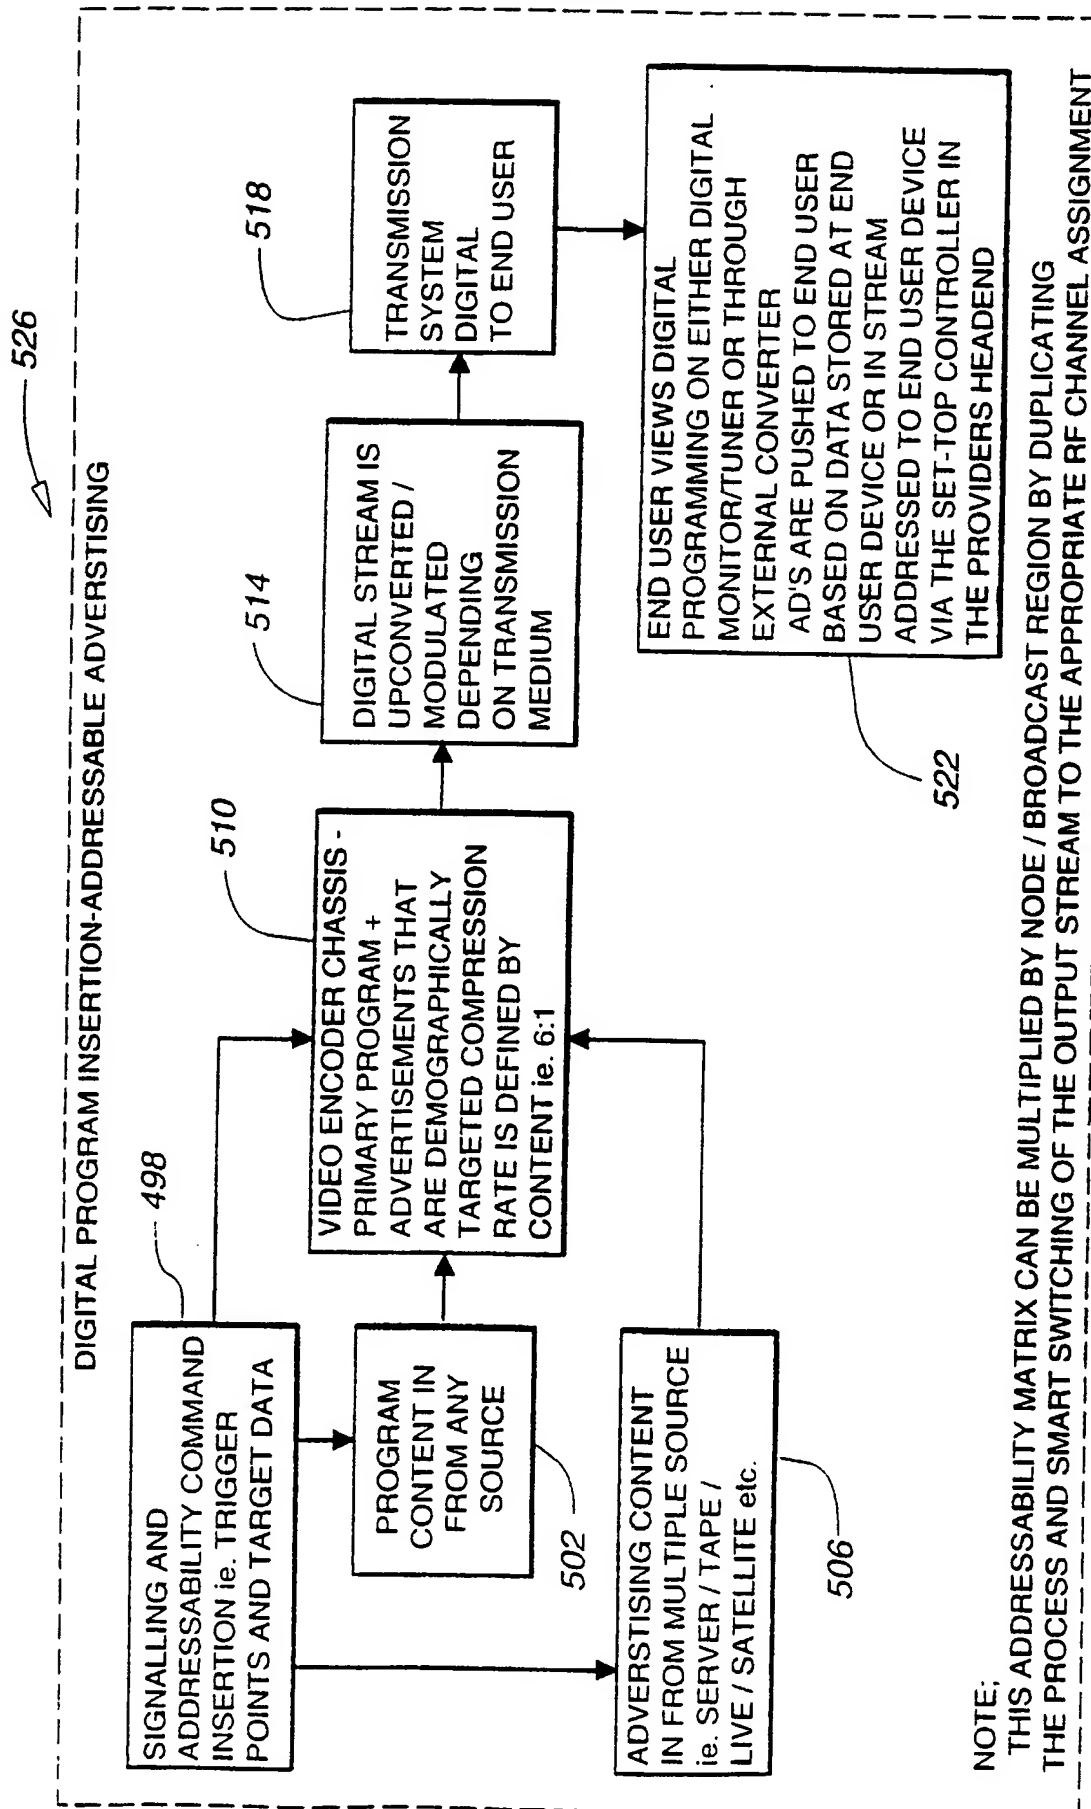 526
DIGITAL PROGRAM INSERTION-ADDRESSABLE ADVERSTISING
498
SIGNALLING AND
ADDRESSABILITY COMMAND
INSERTION ie. TRIGGER
POINTS AND TARGET DATA
PROGRAM
CONTENT IN
FROM ANY
SOURCE
502
ADVERSTISING CONTENT
IN FROM MULTIPLE SOURCE
ie. SERVER / TAPE /
LIVE / SATELLITE etc.
506
510
VIDEO ENCODER CHASSIS -
PRIMARY PROGRAM +
ADVERTISEMENTS THAT
ARE DEMOGRAPHICALLY
TARGETED COMPRESSION
RATE IS DEFINED BY
CONTENT ie. 6:1
514
DIGITAL STREAM IS
UPCONVERTED /
MODULATED
DEPENDING
ON TRANSMISSION
MEDIUM
518
TRANSMISSION
SYSTEM
DIGITAL
TO END USER
END USER VIEWS DIGITAL
PROGRAMMING ON EITHER DIGITAL
MONITOR/TUNER OR THROUGH
EXTERNAL CONVERTER
AD'S ARE PUSHED TO END USER
BASED ON DATA STORED AT END
USER DEVICE OR IN STREAM
ADDRESSED TO END USER DEVICE
VIA THE SET-TOP CONTROLLER IN
THE PROVIDERS HEADEND
522
NOTE;
THIS ADDRESSABILITY MATRIX CAN BE MULTIPLIED BY NODE / BROADCAST REGION BY DUPLICATING
THE PROCESS AND SMART SWITCHING OF THE OUTPUT STREAM TO THE APPROPRIATE RF CHANNEL ASSIGNMENT